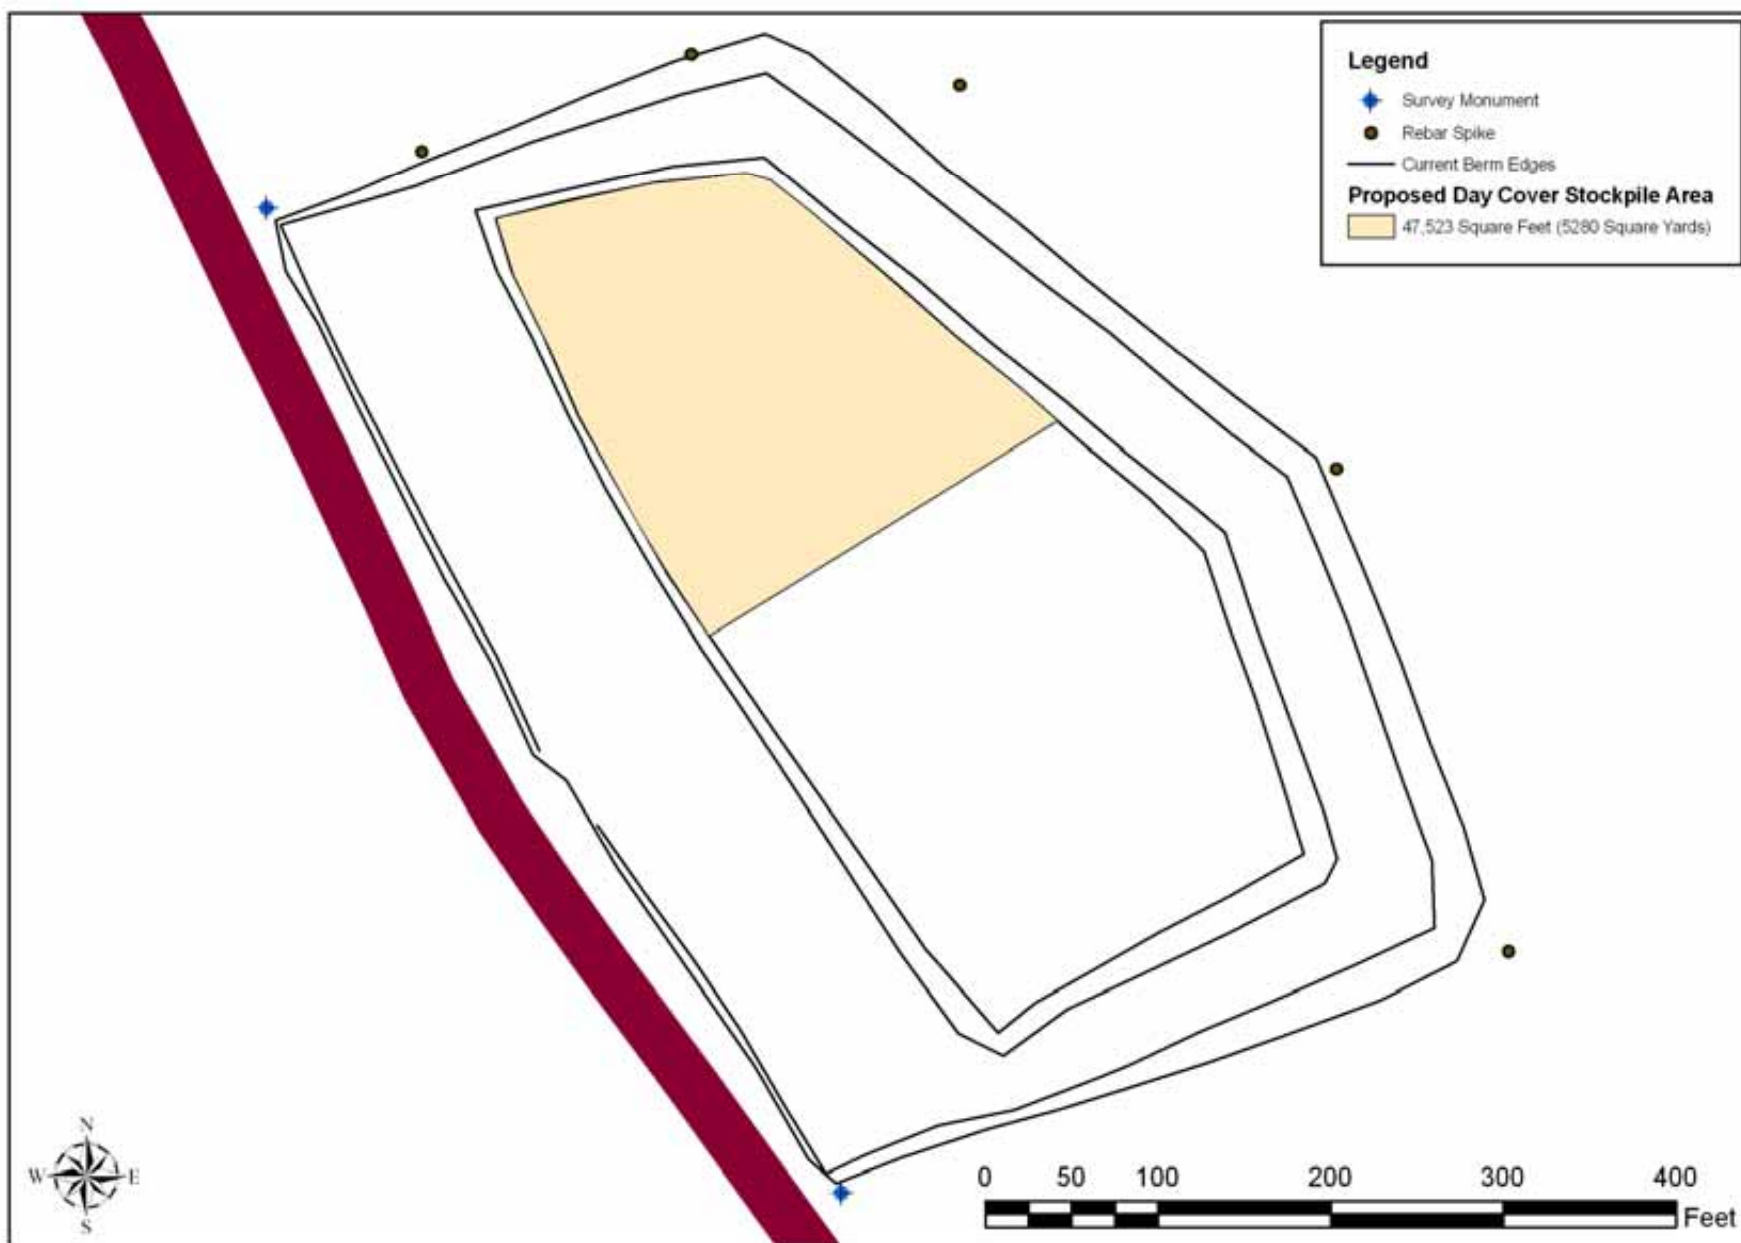 Legend
Survey Monument
Rebar Spike
Current Berm Edges
Proposed Day Cover Stockpile Area
47,523 Square Feet (5280 Square Yards)
N
W E
S
0 50 100 200 300 400
Feet